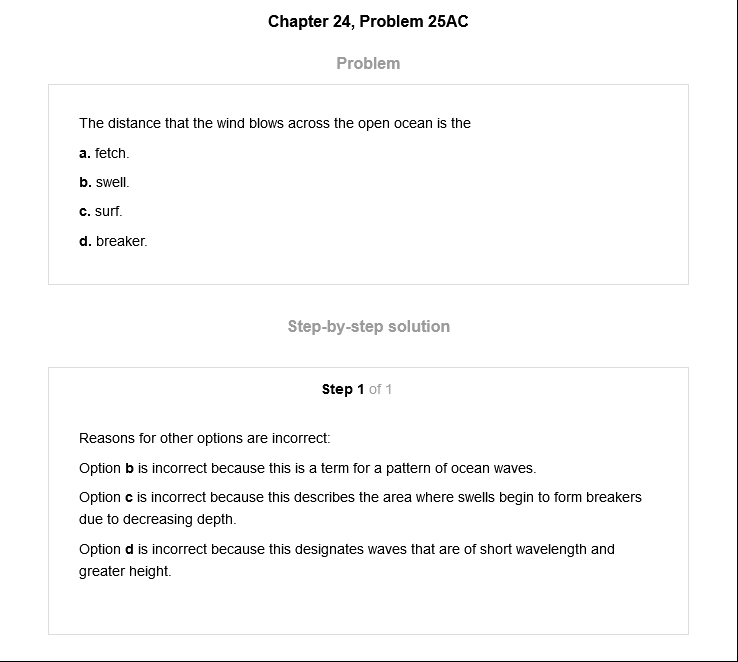 Chapter 24, Problem 25AC
Problem
The distance that the wind blows across the open ocean is the
a. fetch.
b. swell.
c. surf.
d. breaker.
Step-by-step solution
Step 1 of 1
Reasons for other options are incorrect:
Option b is incorrect because this is a term for a pattern of ocean waves.
Option c is incorrect because this describes the area where swells begin to form breakers
due to decreasing depth.
Option d is incorrect because this designates waves that are of short wavelength and
greater height.